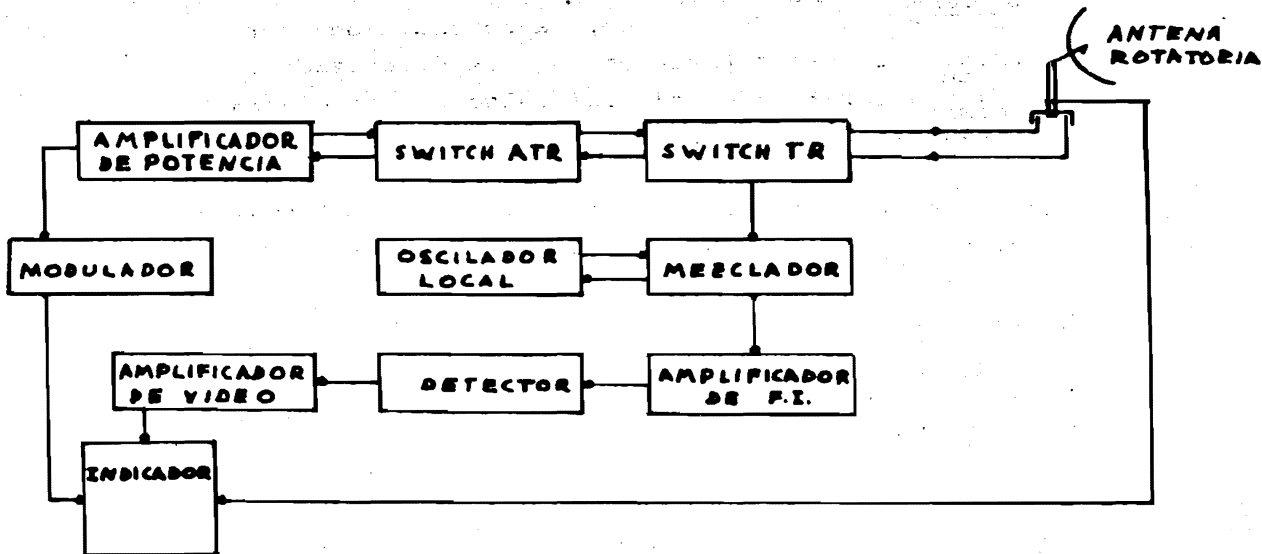 ANTENA
ROTATORIA
AMPLIFICADOR
DE POTENCIA
SWITCH ATR
SWITCH TR
MODULADOR
OSCILADOR
LOCAL
MEZCLADOR
AMPLIFICADOR
DE VIDEO
DETECTOR
AMPLIFICADOR
DE F.I.
INDICADOR